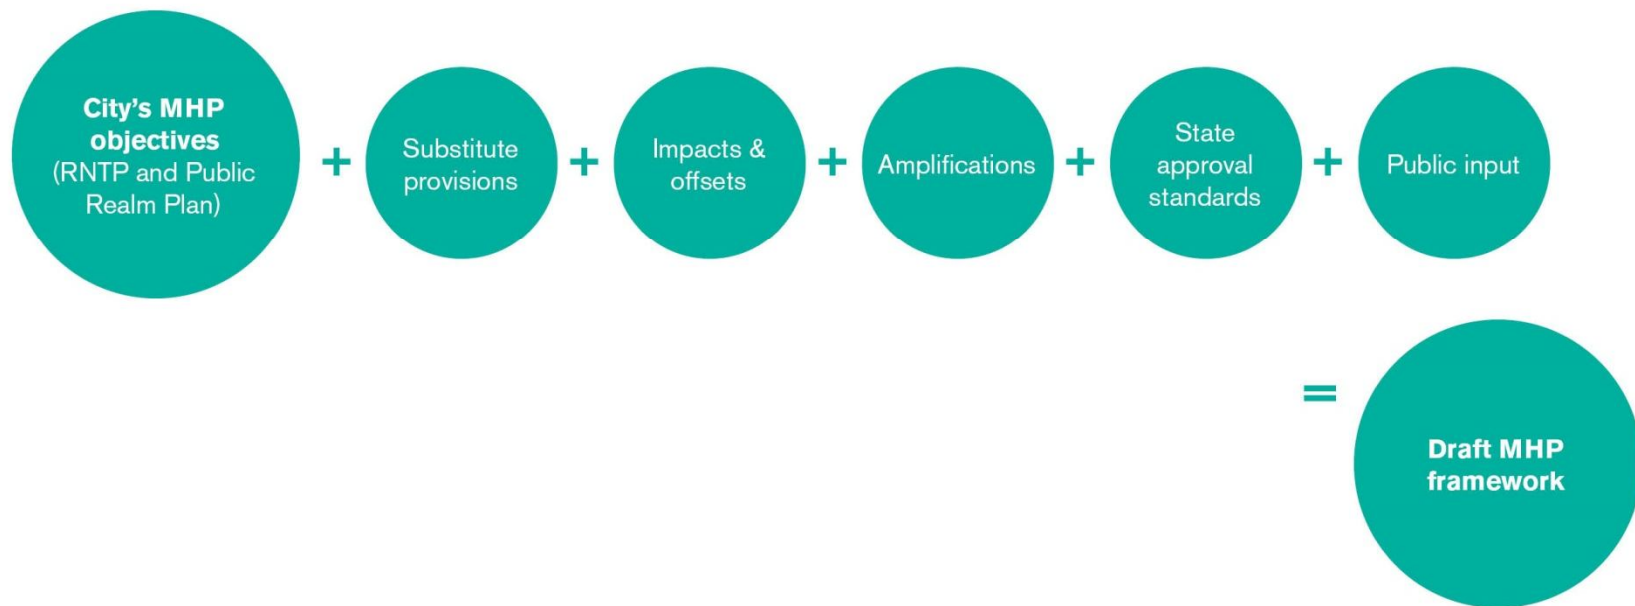 City's MHP
objectives
(RNTP and Public
Realm Plan)
+
Substitute
provisions
+
Impacts &
offsets
+
Amplifications
+
State
approval
standards
+
Public input
=
Draft MHP
framework